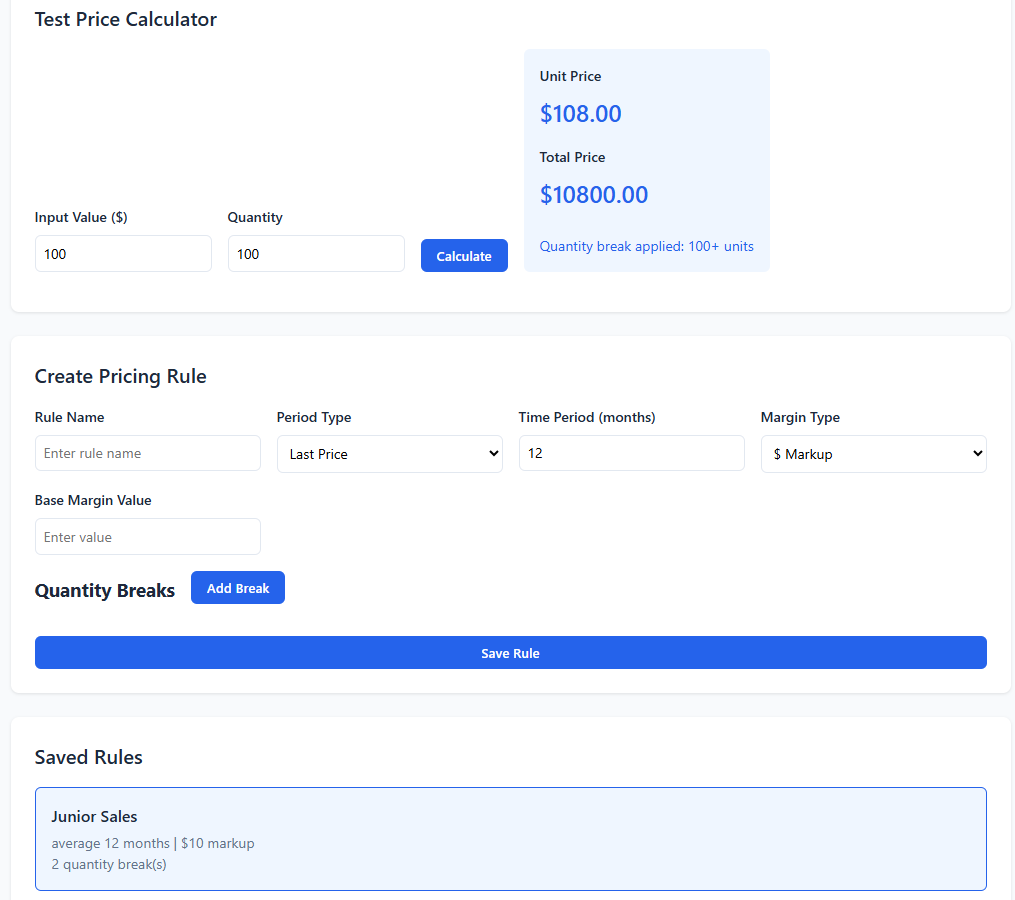 Test Price Calculator
Unit Price
$108.00
Total Price
$10800.00
Quantity break applied: 100+ units
Input Value ($)
Quantity
100
100
Calculate
Create Pricing Rule
Rule Name
Period Type
Time Period (months)
Margin Type
Enter rule name
Last Price
12
$ Markup
Base Margin Value
Enter value
Quantity Breaks
Add Break
Save Rule
Saved Rules
Junior Sales
average 12 months | $10 markup
2 quantity break(s)